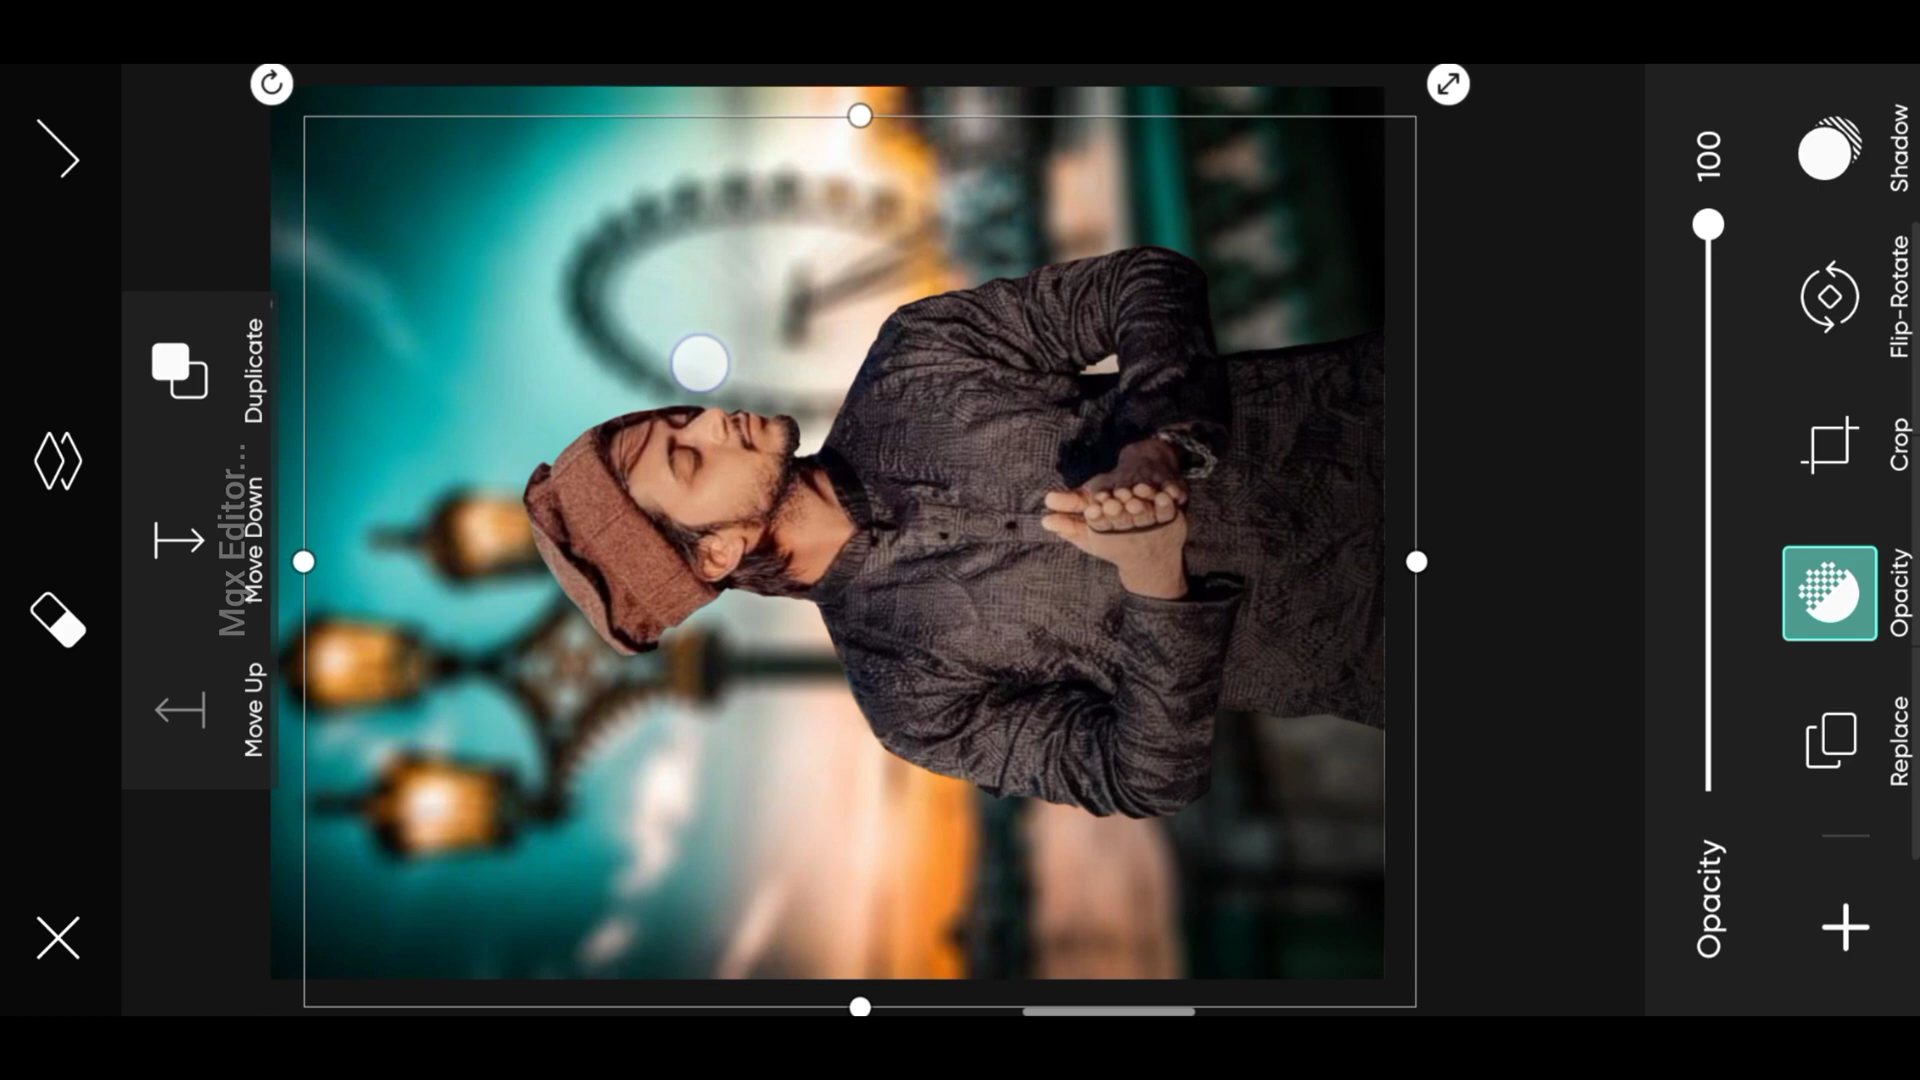 Max Editor...
Move Up
Move Down
Duplicate
Opacity
100
Replace
Opacity
Crop
Flip-Rotate
Shadow